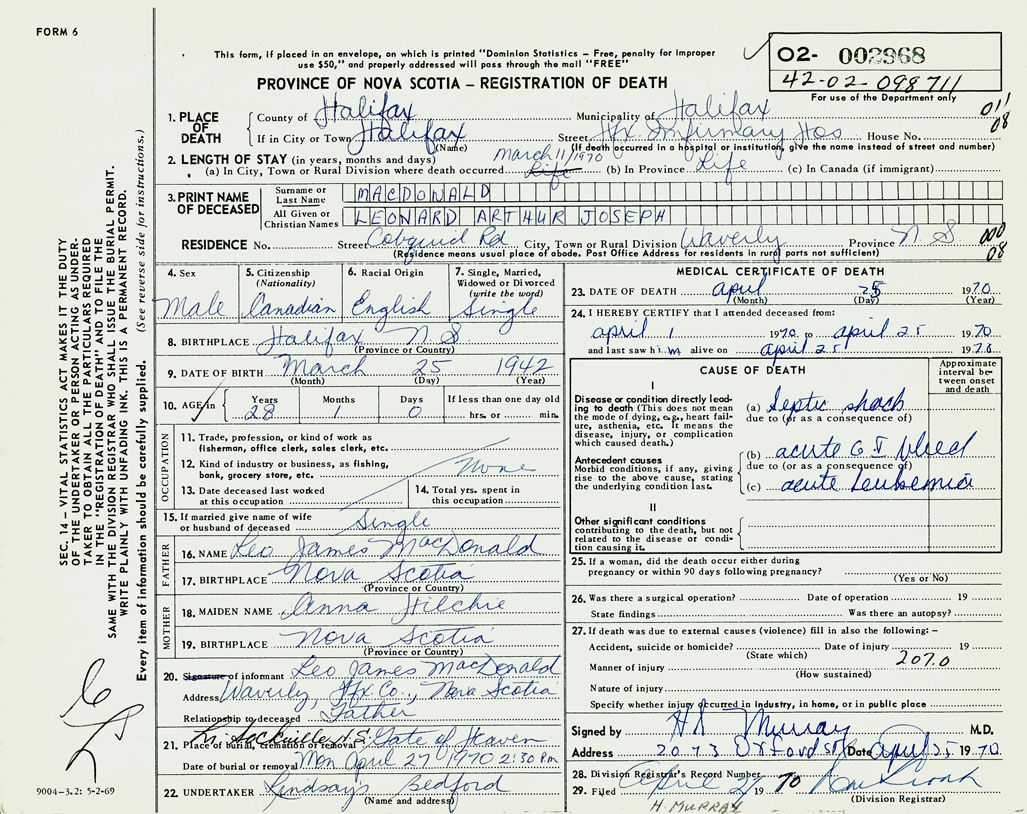 FORM 6
This form, if placed in an envelope, on which is printed "Dominion Statistics – Free, penalty for improper
use $50," and properly addressed will pass through the mail "FREE"
PROVINCE OF NOVA SCOTIA – REGISTRATION OF DEATH
O2- 002968
42-02-098711
For use of the Department only
011
08
1. PLACE OF DEATH County of Halifax Municipality of Halifax
If in City or Town Halifax (Name) Street Hfx Infirmary Hos House No.
(If death occurred in a hospital or institution, give the name instead of street and number)
2. LENGTH OF STAY (in years, months and days) March 11/1970
(a) In City, Town or Rural Division where death occurred Life (b) In Province Life (c) In Canada (if immigrant)
3. PRINT NAME OF DECEASED Surname or Last Name MACDONALD
All Given or Christian Names LEONARD ARTHUR JOSEPH
RESIDENCE No. Street Cobequid Rd City, Town or Rural Division Waverly Province N S 000 08
(Residence means usual place of abode. Post Office Address for residents in rural parts not sufficient)
4. Sex Male
5. Citizenship (Nationality) Canadian
6. Racial Origin English
7. Single, Married, Widowed or Divorced (write the word) Single
8. BIRTHPLACE Halifax N S
(Province or Country)
9. DATE OF BIRTH March 25 1942
(Month) (Day) (Year)
10. AGE in Years 28 Months 1 Days 0 If less than one day old hrs. or min.
OCCUPATION
11. Trade, profession, or kind of work as fisherman, office clerk, sales clerk, etc.
12. Kind of industry or business, as fishing, bank, grocery store, etc. None
13. Date deceased last worked at this occupation
14. Total yrs. spent in this occupation
15. If married give name of wife or husband of deceased Single
FATHER
16. NAME Leo James MacDonald
17. BIRTHPLACE Nova Scotia
(Province or Country)
MOTHER
18. MAIDEN NAME Anna Hilchie
19. BIRTHPLACE Nova Scotia
(Province or Country)
20. Signature of informant Leo James MacDonald
Address Waverly, Hfx Co., Nova Scotia
Relationship to deceased Father
21. Place of burial, cremation or removal Lr. Sackville N.S. Gate of Heaven
Date of burial or removal Mon April 27 1970 2:30 Pm
22. UNDERTAKER Lindsays Bedford
(Name and address)
MEDICAL CERTIFICATE OF DEATH
23. DATE OF DEATH April 25 1970
(Month) (Day) (Year)
24. I HEREBY CERTIFY that I attended deceased from:
april 1 1970 to april 25 1970
and last saw him alive on april 25 1970
CAUSE OF DEATH
Approximate interval between onset and death
I
Disease or condition directly leading to death (This does not mean the mode of dying, e.g., heart failure, asthenia, etc. It means the disease, injury, or complication which caused death.)
(a) Septic shock
due to (or as a consequence of)
Antecedent causes
Morbid conditions, if any, giving rise to the above cause, stating the underlying condition last.
(b) acute G I bleed
due to (or as a consequence of)
(c) acute leukemia
II
Other significant conditions contributing to the death, but not related to the disease or condition causing it.
25. If a woman, did the death occur either during pregnancy or within 90 days following pregnancy?
(Yes or No)
26. Was there a surgical operation? Date of operation 19
State findings Was there an autopsy?
27. If death was due to external causes (violence) fill in also the following: –
Accident, suicide or homicide? Date of injury 19
(State which)
Manner of injury 207.0
(How sustained)
Nature of injury
Specify whether injury occurred in industry, in home, or in public place
Signed by H S Murray M.D.
Address 2073 Oxford St Date April 25 1970
28. Division Registrar's Record Number
29. Filed April 27 19 70
(Division Registrar)
H. MURRAY
SEC. 14 – VITAL STATISTICS ACT MAKES IT THE DUTY
OF THE UNDERTAKER OR PERSON ACTING AS UNDER-
TAKER TO OBTAIN ALL THE PARTICULARS REQUIRED
IN THE "REGISTRATION OF DEATH" AND TO FILE THE
SAME WITH THE DIVISION REGISTRAR WHO SHALL ISSUE THE BURIAL PERMIT.
WRITE PLAINLY WITH UNFADING INK. THIS IS A PERMANENT RECORD.
Every item of information should be carefully supplied. (See reverse side for instructions.)
9004-3.2: 5-2-69